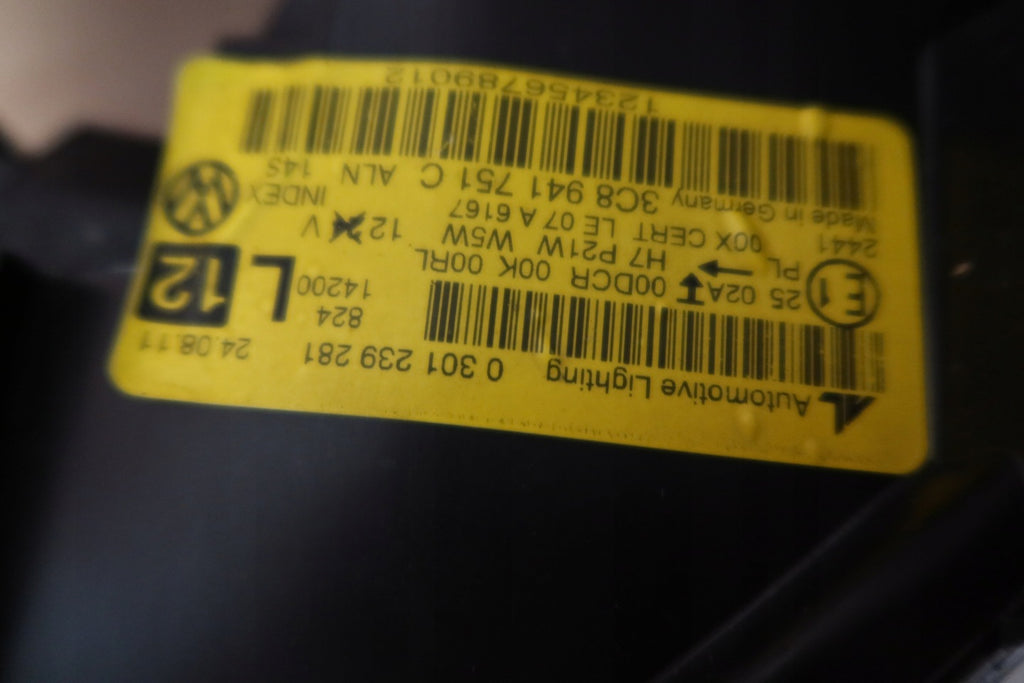 Automotive Lighting 0 301 239 281 24.08.11
824 12
14200 L
E1 25 02A 00DCR 00K 00RL
PL H7 P21W W5W 12 V
2441 00X CERT LE 07 A 6167
Made in Germany 3C8 941 751 C ALN INDEX 14S
123456789012